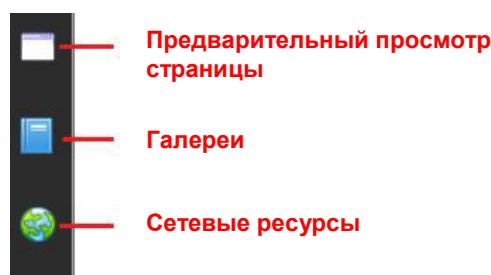 Предварительный просмотр
страницы
Галереи
Сетевые ресурсы